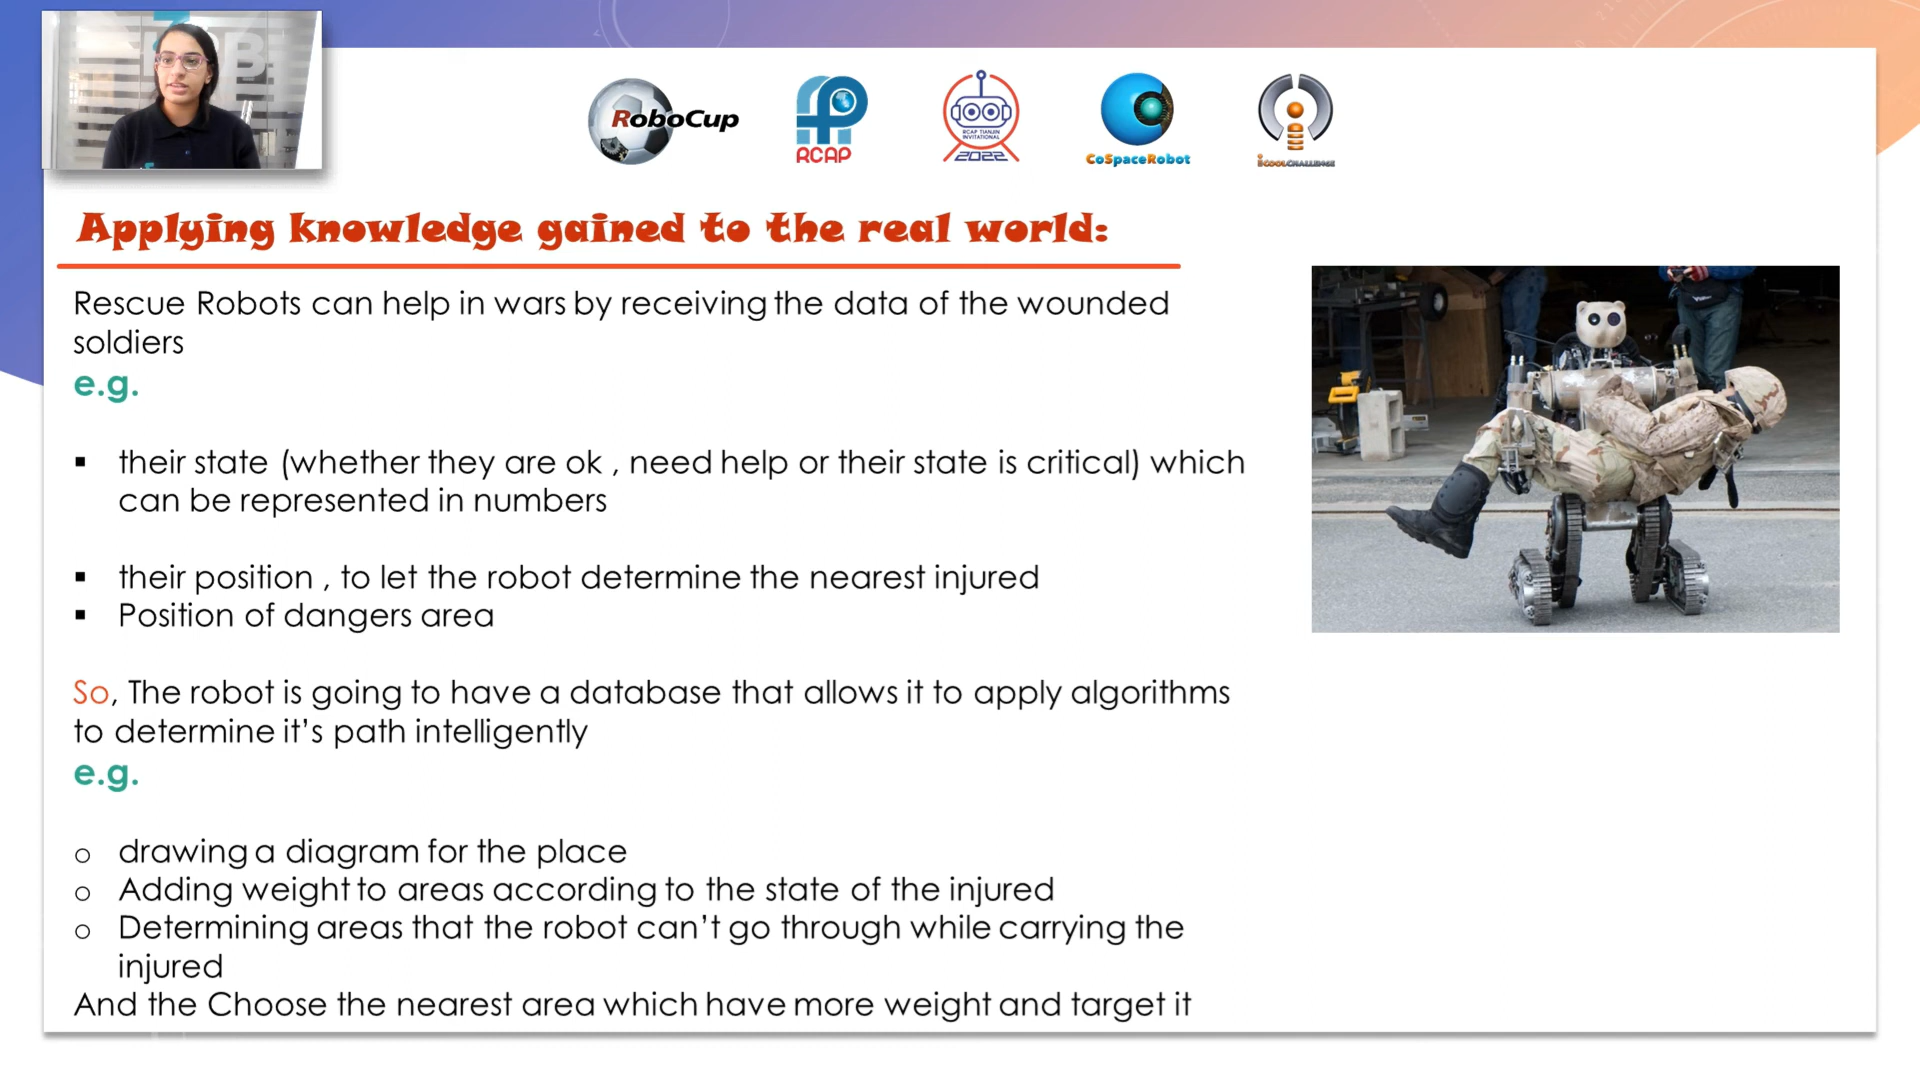 RoboCup
RCAP
RCAP TIANJIN
INVITATIONAL
2022
CoSpaceRobot
iCOOLCHALLENGE
Applying knowledge gained to the real world:
Rescue Robots can help in wars by receiving the data of the wounded
soldiers
e.g.
▪ their state (whether they are ok , need help or their state is critical) which
can be represented in numbers
▪ their position , to let the robot determine the nearest injured
▪ Position of dangers area
So, The robot is going to have a database that allows it to apply algorithms
to determine it’s path intelligently
e.g.
o drawing a diagram for the place
o Adding weight to areas according to the state of the injured
o Determining areas that the robot can’t go through while carrying the
injured
And the Choose the nearest area which have more weight and target it